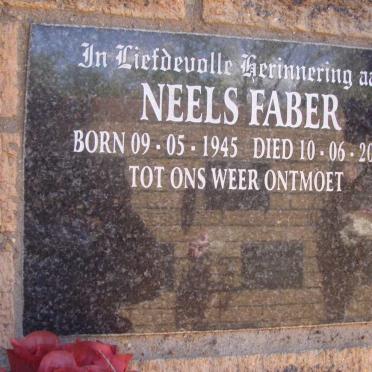 In Liefdevolle Herinnering aa
NEELS FABER
BORN 09 - 05 - 1945 DIED 10 - 06 - 20
TOT ONS WEER ONTMOET